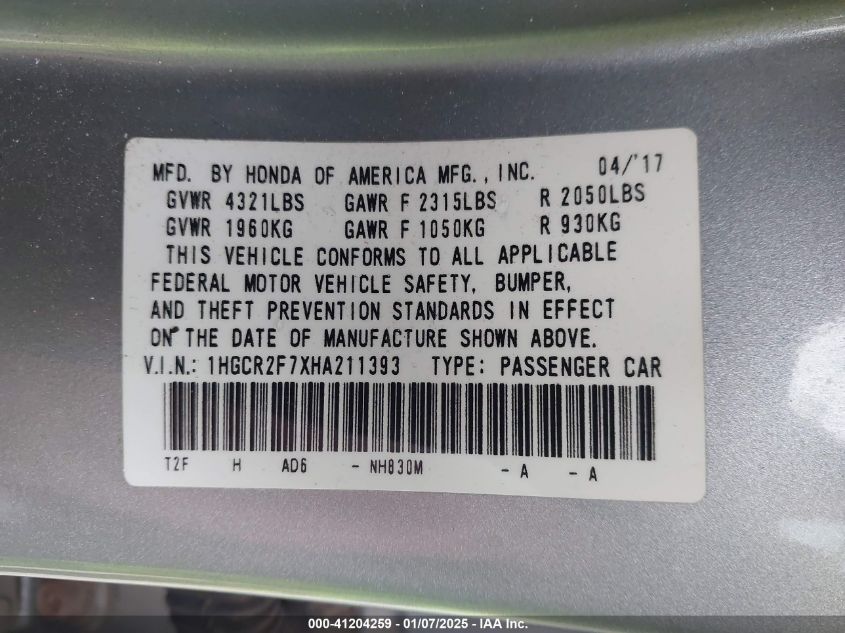 MFD. BY HONDA OF AMERICA MFG., INC. 04/'17
GVWR 4321LBS GAWR F 2315LBS R 2050LBS
GVWR 1960KG GAWR F 1050KG R 930KG
THIS VEHICLE CONFORMS TO ALL APPLICABLE
FEDERAL MOTOR VEHICLE SAFETY, BUMPER,
AND THEFT PREVENTION STANDARDS IN EFFECT
ON THE DATE OF MANUFACTURE SHOWN ABOVE.
V.I.N.: 1HGCR2F7XHA211393 TYPE: PASSENGER CAR
T2F H AD6 - NH830M - A - A
000-41204259 - 01/07/2025 - IAA Inc.